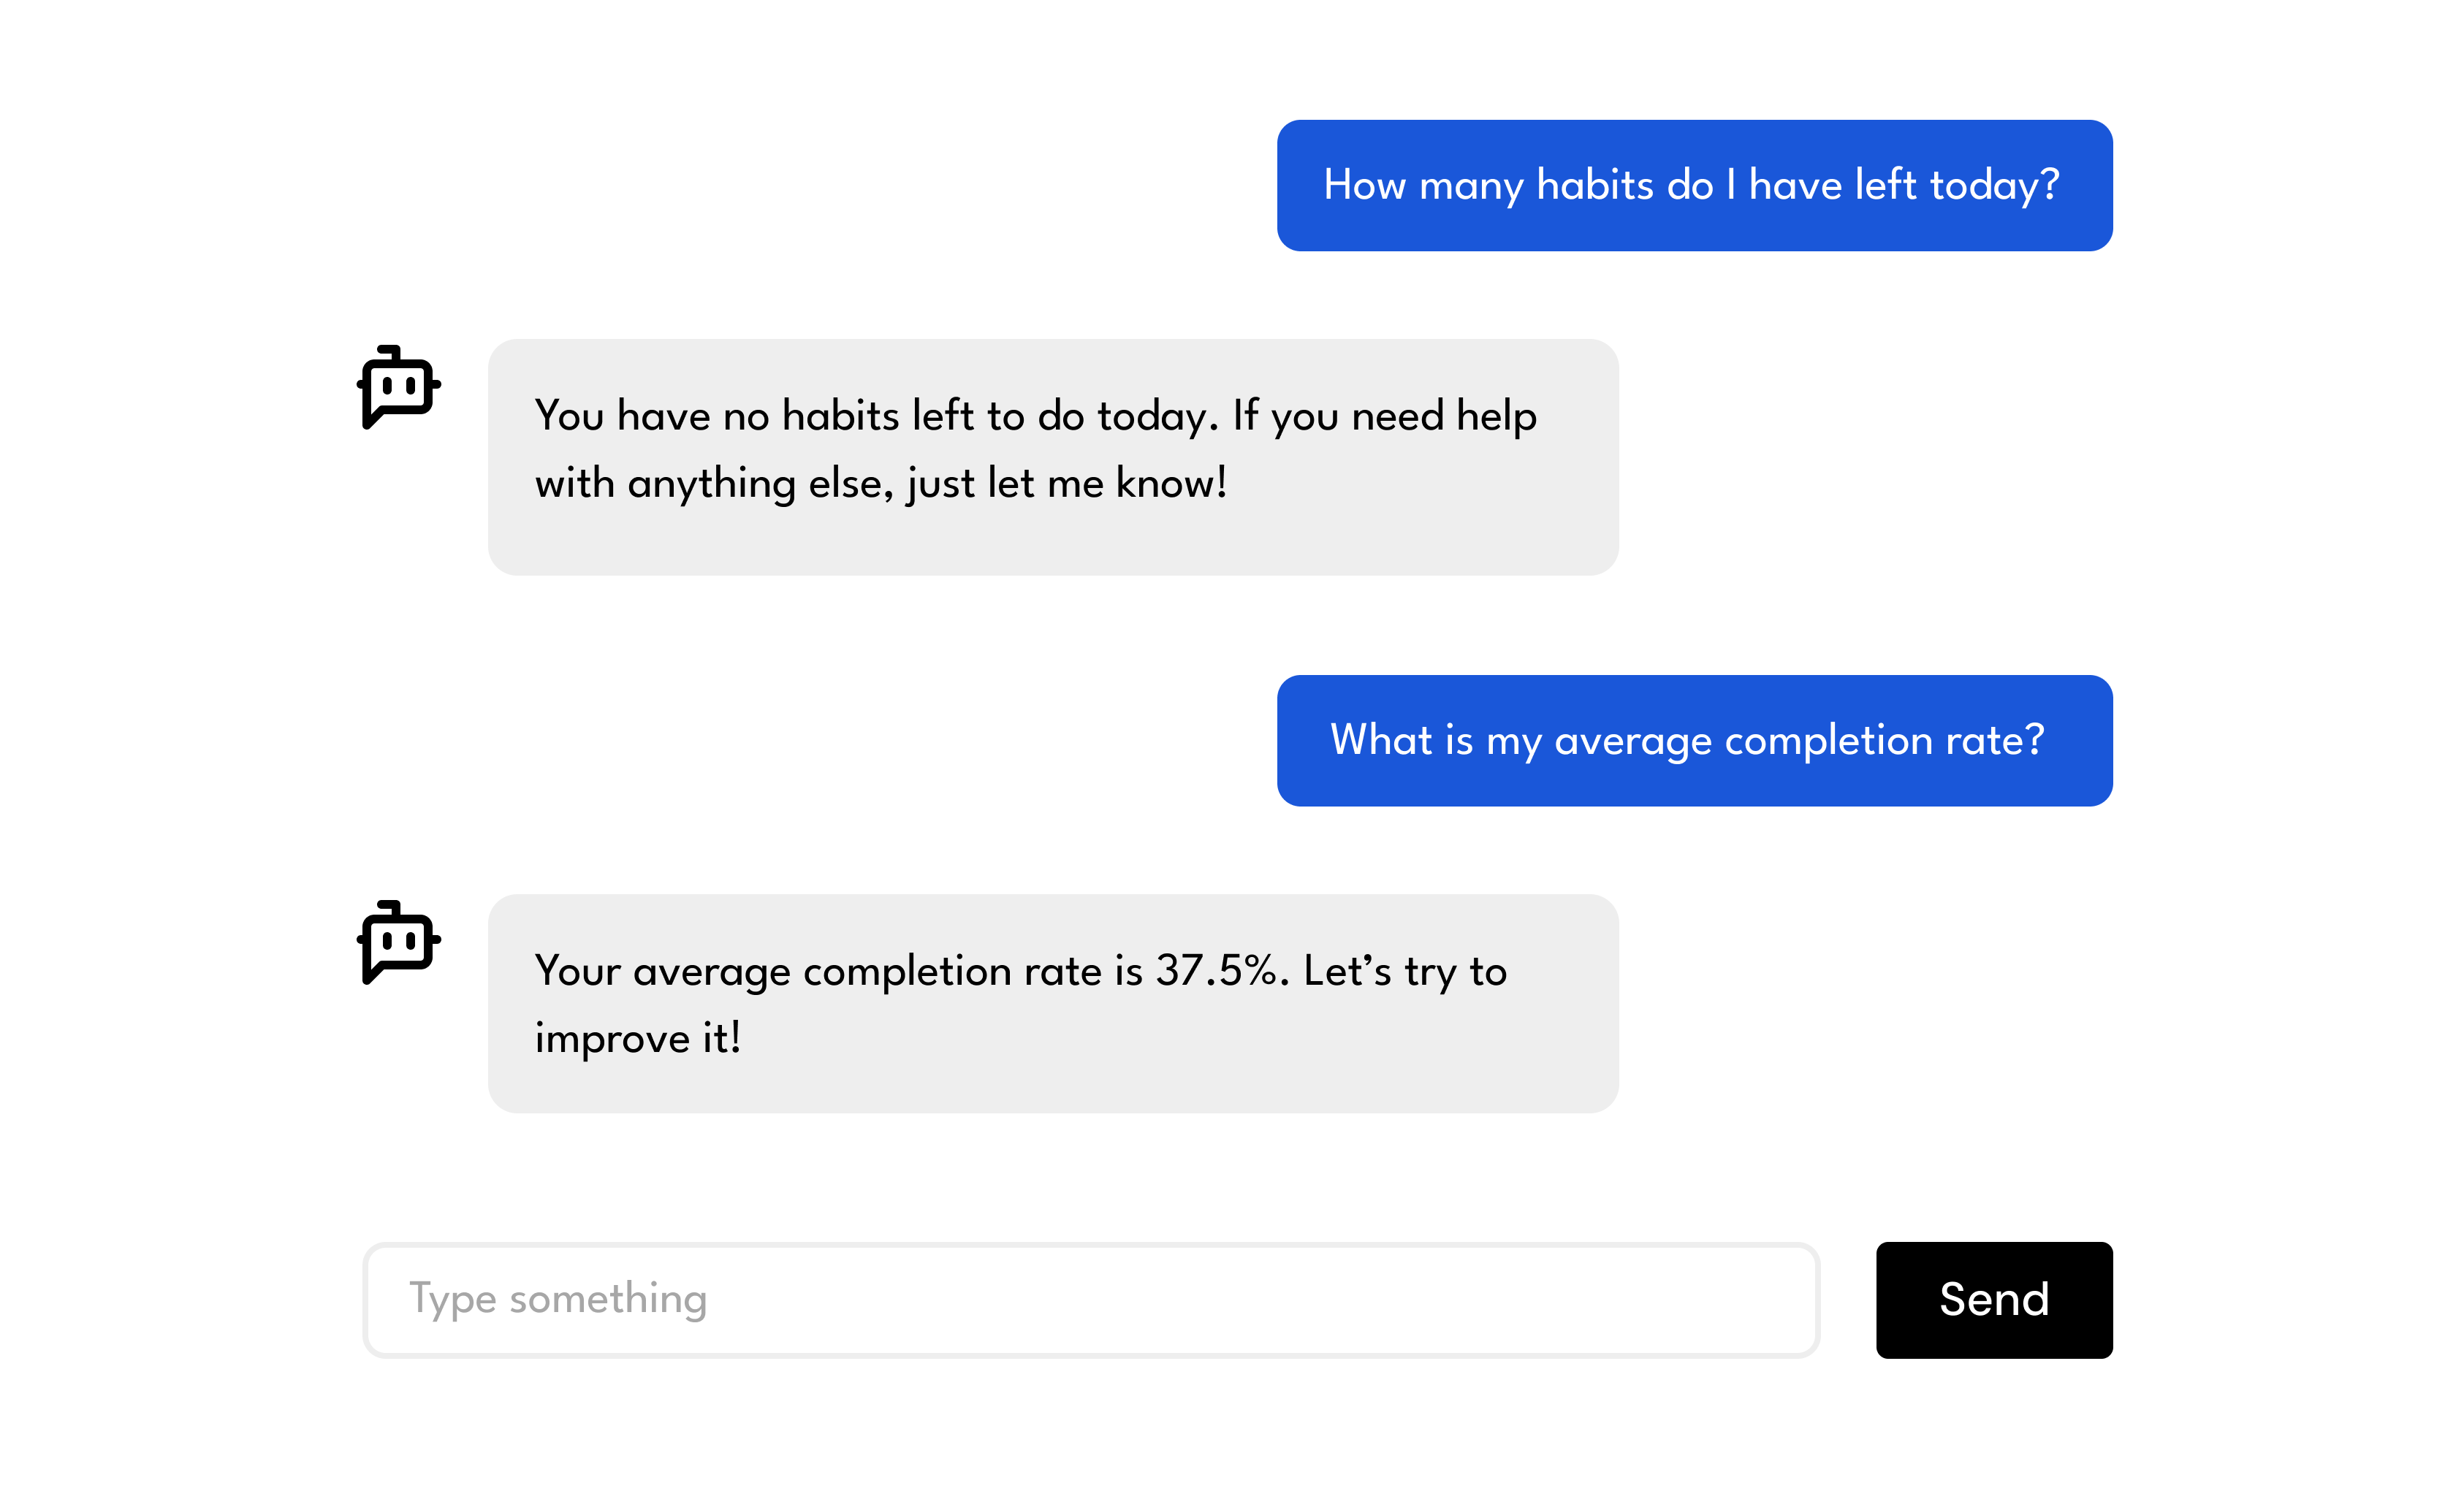 How many habits do I have left today?
You have no habits left to do today. If you need help
with anything else, just let me know!
What is my average completion rate?
Your average completion rate is 37.5%. Let’s try to
improve it!
Type something
Send